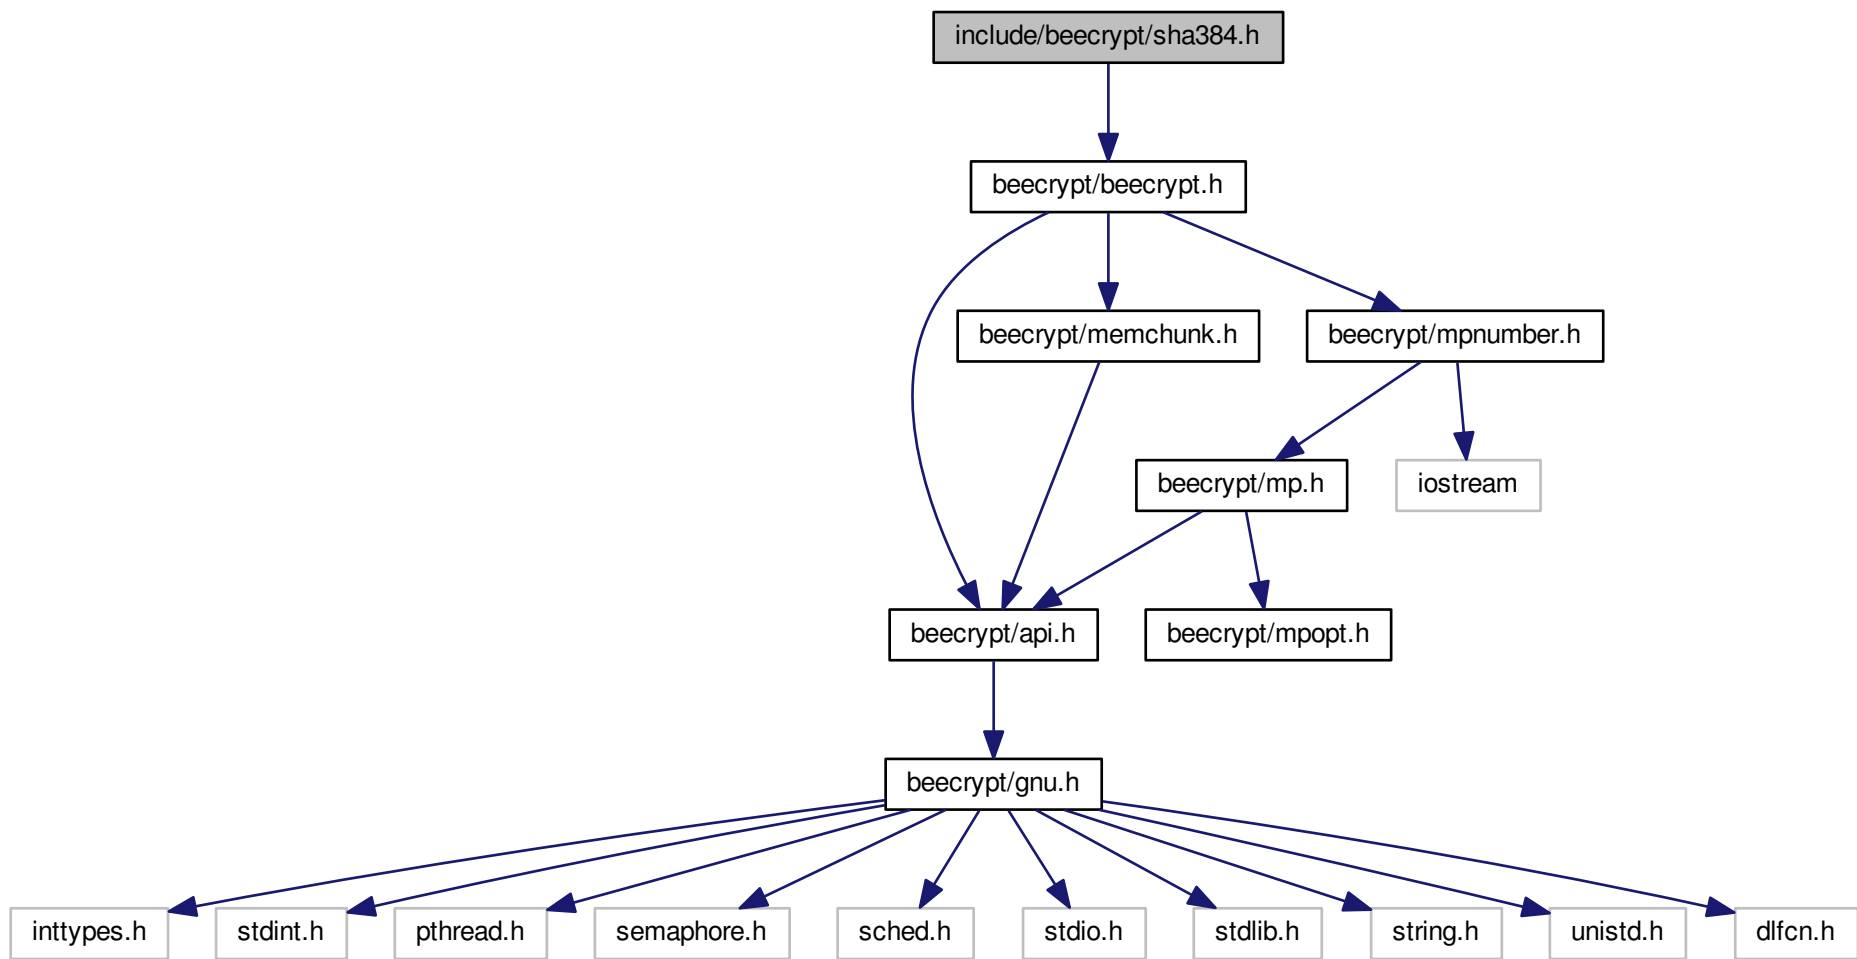 include/beecrypt/sha384.h
beecrypt/beecrypt.h
beecrypt/memchunk.h
beecrypt/mpnumber.h
beecrypt/mp.h
iostream
beecrypt/api.h
beecrypt/mpopt.h
beecrypt/gnu.h
inttypes.h
stdint.h
pthread.h
semaphore.h
sched.h
stdio.h
stdlib.h
string.h
unistd.h
dlfcn.h